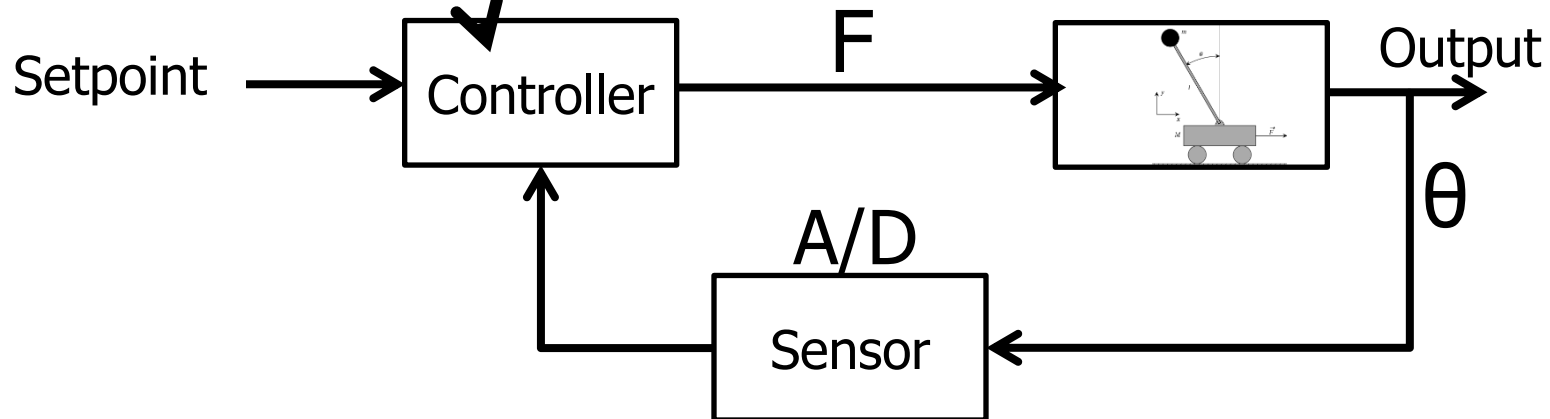 Setpoint
Controller
F
Output
θ
A/D
Sensor
m
θ
l
y
x
M
F